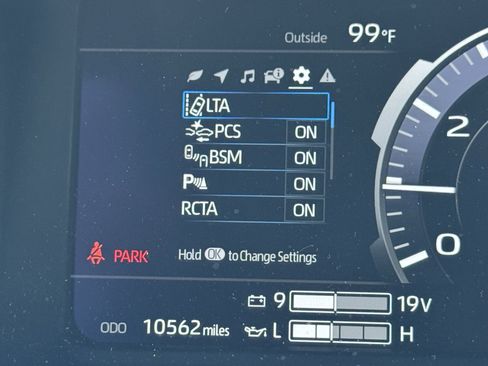 Outside 99°F
LTA
PCS ON
BSM ON
P ON
RCTA ON
2
0
PARK
Hold OK to Change Settings
9 19V
ODO 10562 miles L H